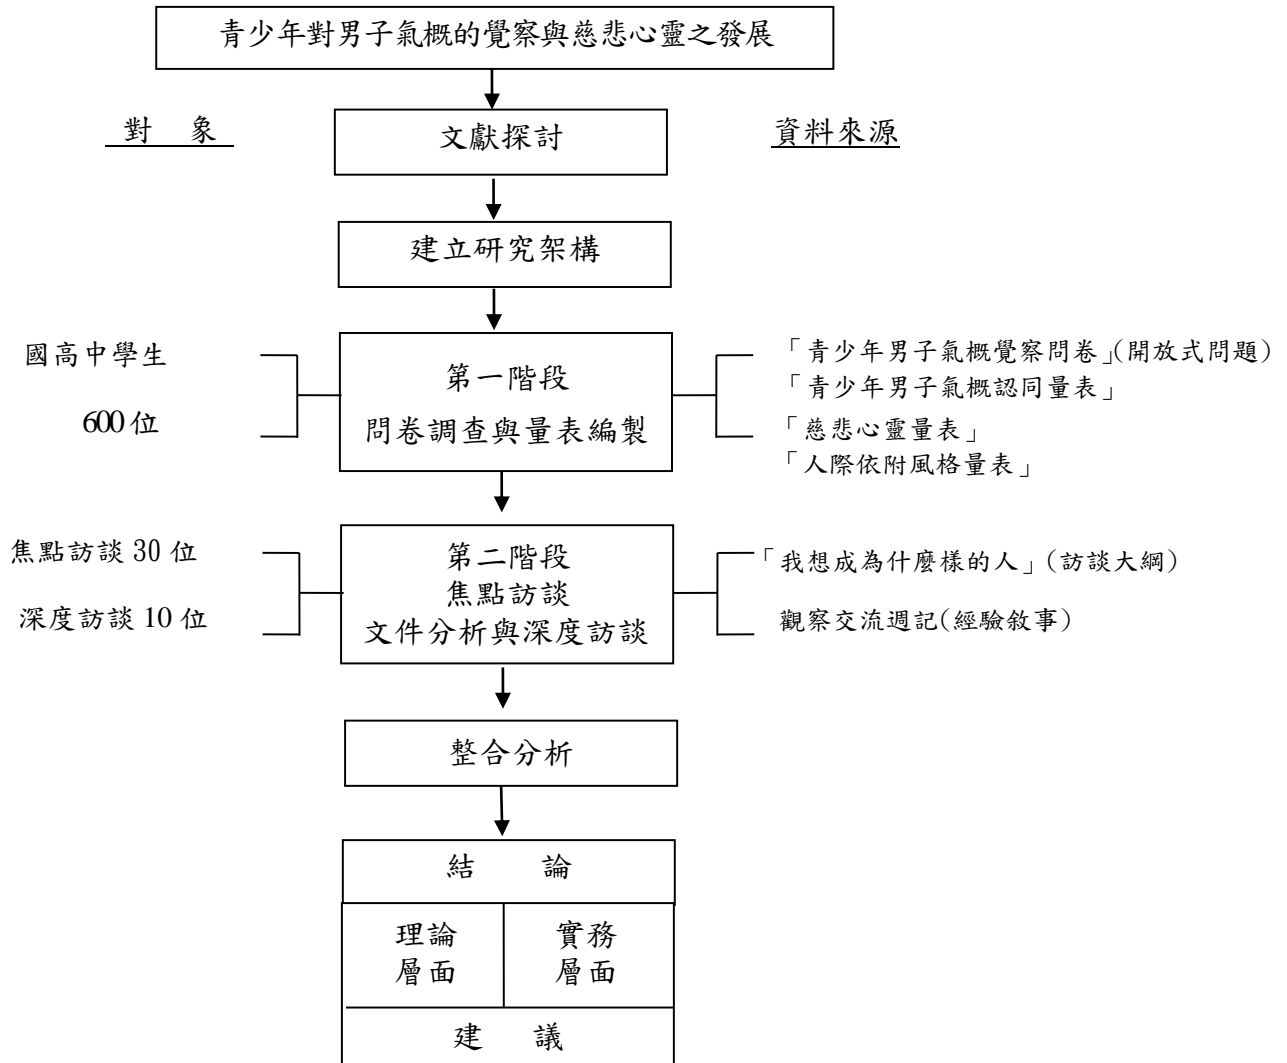 青少年對男子氣概的覺察與慈悲心靈之發展
對 象
文獻探討
資料來源
建立研究架構
國高中學生
600 位
第一階段
問卷調查與量表編製
「青少年男子氣概覺察問卷」(開放式問題)
「青少年男子氣概認同量表」
「慈悲心靈量表」
「人際依附風格量表」
焦點訪談 30 位
深度訪談 10 位
第二階段
焦點訪談
文件分析與深度訪談
「我想成為什麼樣的人」(訪談大綱)
觀察交流週記(經驗敘事)
整合分析
結 論
理論 實務
層面 層面
建 議